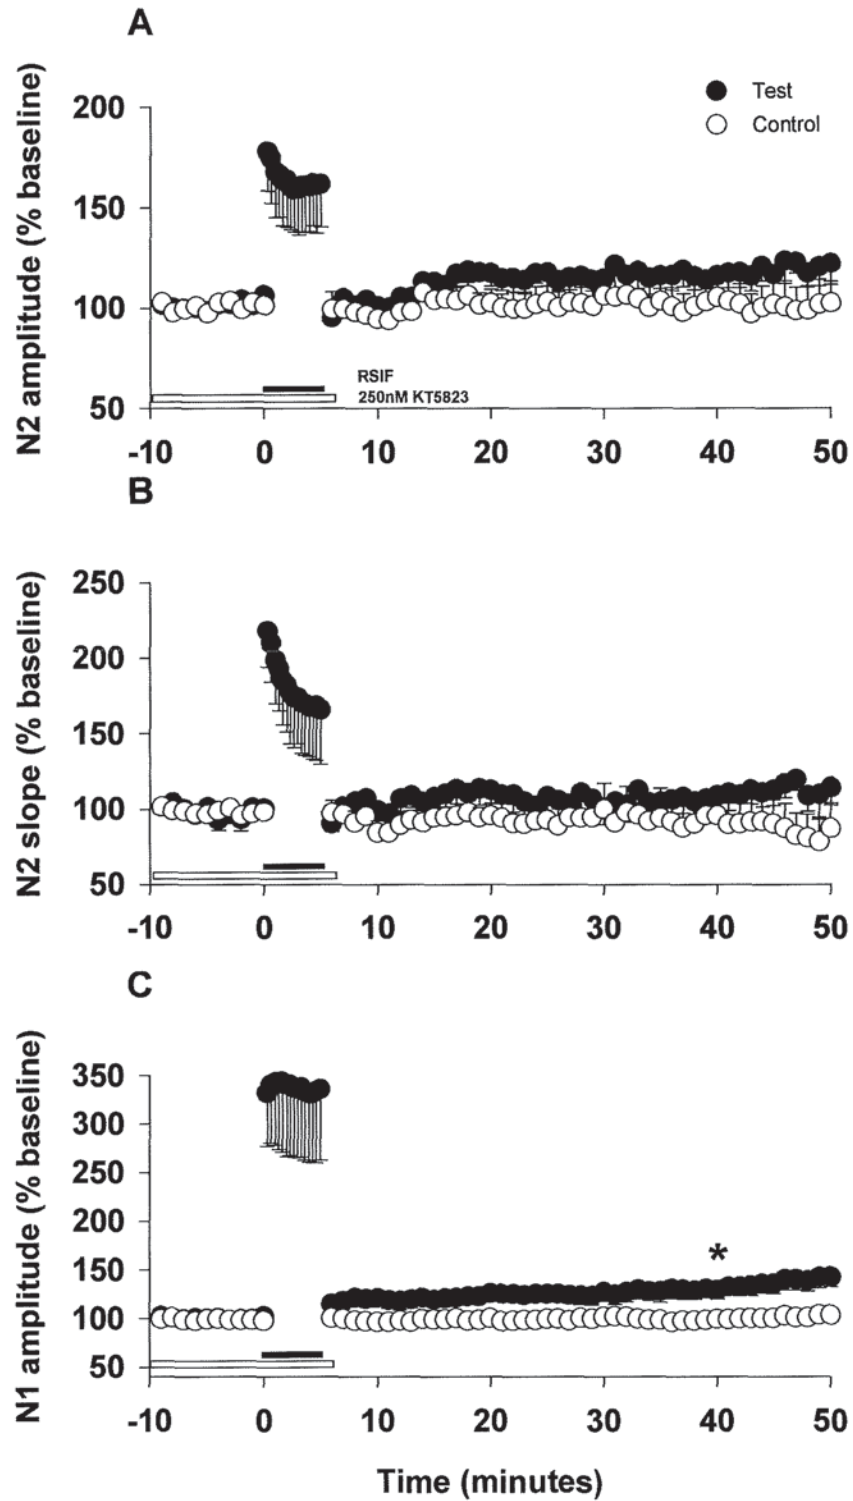 A
N2 amplitude (% baseline)
200
150
100
50
Test
Control
RSIF
250nM KT5823
-10 0 10 20 30 40 50
B
N2 slope (% baseline)
250
200
150
100
50
-10 0 10 20 30 40 50
C
N1 amplitude (% baseline)
350
300
250
200
150
100
50
*
-10 0 10 20 30 40 50
Time (minutes)